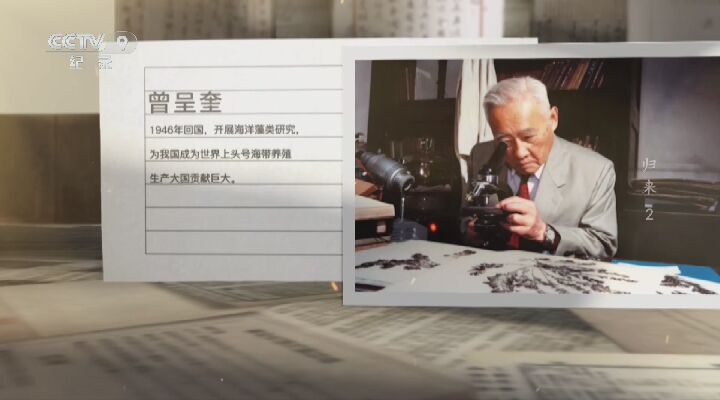 CCTV 9
纪录
曾呈奎
1946年回国，开展海洋藻类研究，
为我国成为世界上头号海带养殖
生产大国贡献巨大。
归来2